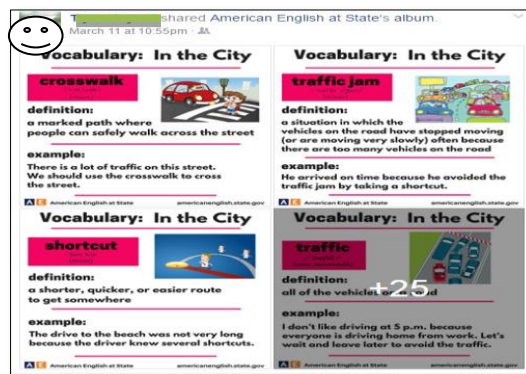 shared American English at State's album.
March 11 at 10:55pm
Vocabulary: In the City
crosswalk
definition:
a marked path where
people can safely walk across the street
example:
There is a lot of traffic on this street.
We should use the crosswalk to cross
the street.
A E American English at State americanenglish.state.gov
Vocabulary: In the City
traffic jam
definition:
a situation in which the
vehicles on the road have stopped moving
(or are moving very slowly) often because
there are too many vehicles on the road
example:
He arrived on time because he avoided the
traffic jam by taking a shortcut.
A E American English at State americanenglish.state.gov
Vocabulary: In the City
shortcut
definition:
a shorter, quicker, or easier route
to get somewhere
example:
The drive to the beach was not very long
because the driver knew several shortcuts.
A E American English at State americanenglish.state.gov
Vocabulary: In the City
traffic
definition:
all of the vehicles on a road
+25
example:
I don't like driving at 5 p.m. because
everyone is driving home from work. Let's
wait and leave later to avoid the traffic.
A E American English at State americanenglish.state.gov